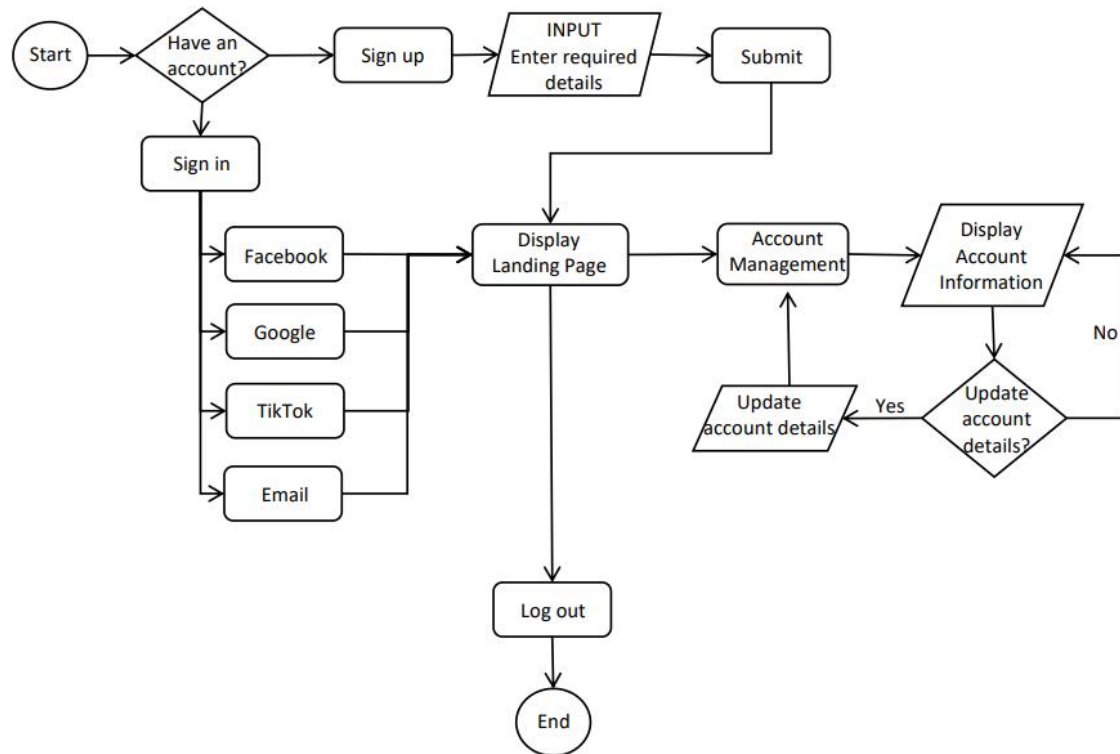 Start
Have an
account?
Sign up
INPUT
Enter required
details
Submit
Sign in
Facebook
Google
TikTok
Email
Display
Landing Page
Account
Management
Display
Account
Information
No
Update
account
details?
Yes
Update
account details
Log out
End